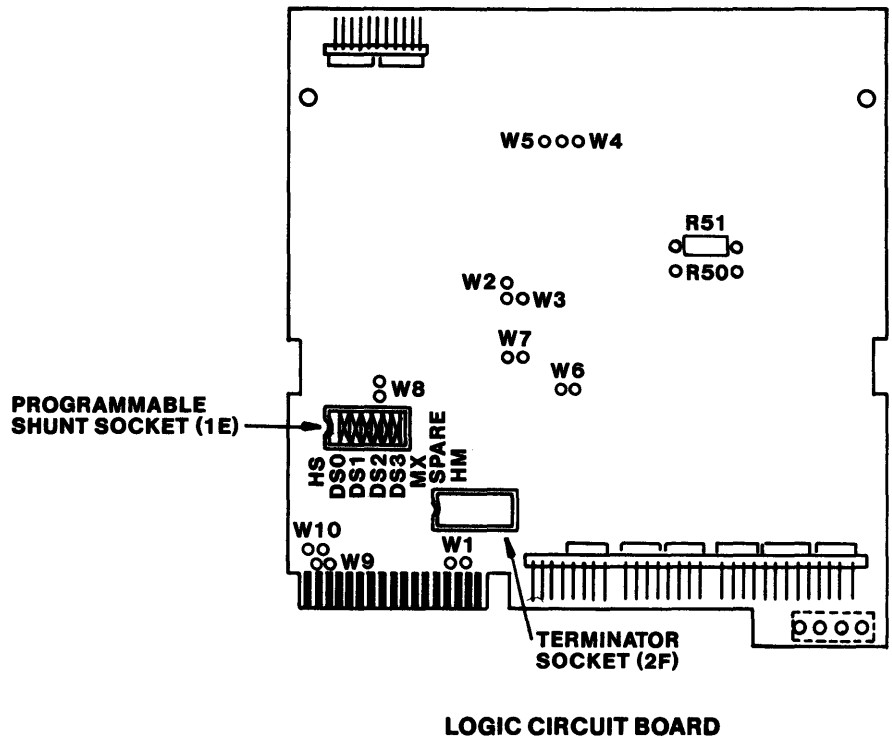 W5 W4
R51
R50
W2
W3
W7
W6
W8
PROGRAMMABLE
SHUNT SOCKET (1E)
HS
DS0
DS1
DS2
DS3
MX
SPARE
HM
W10
W9
W1
TERMINATOR
SOCKET (2F)
LOGIC CIRCUIT BOARD